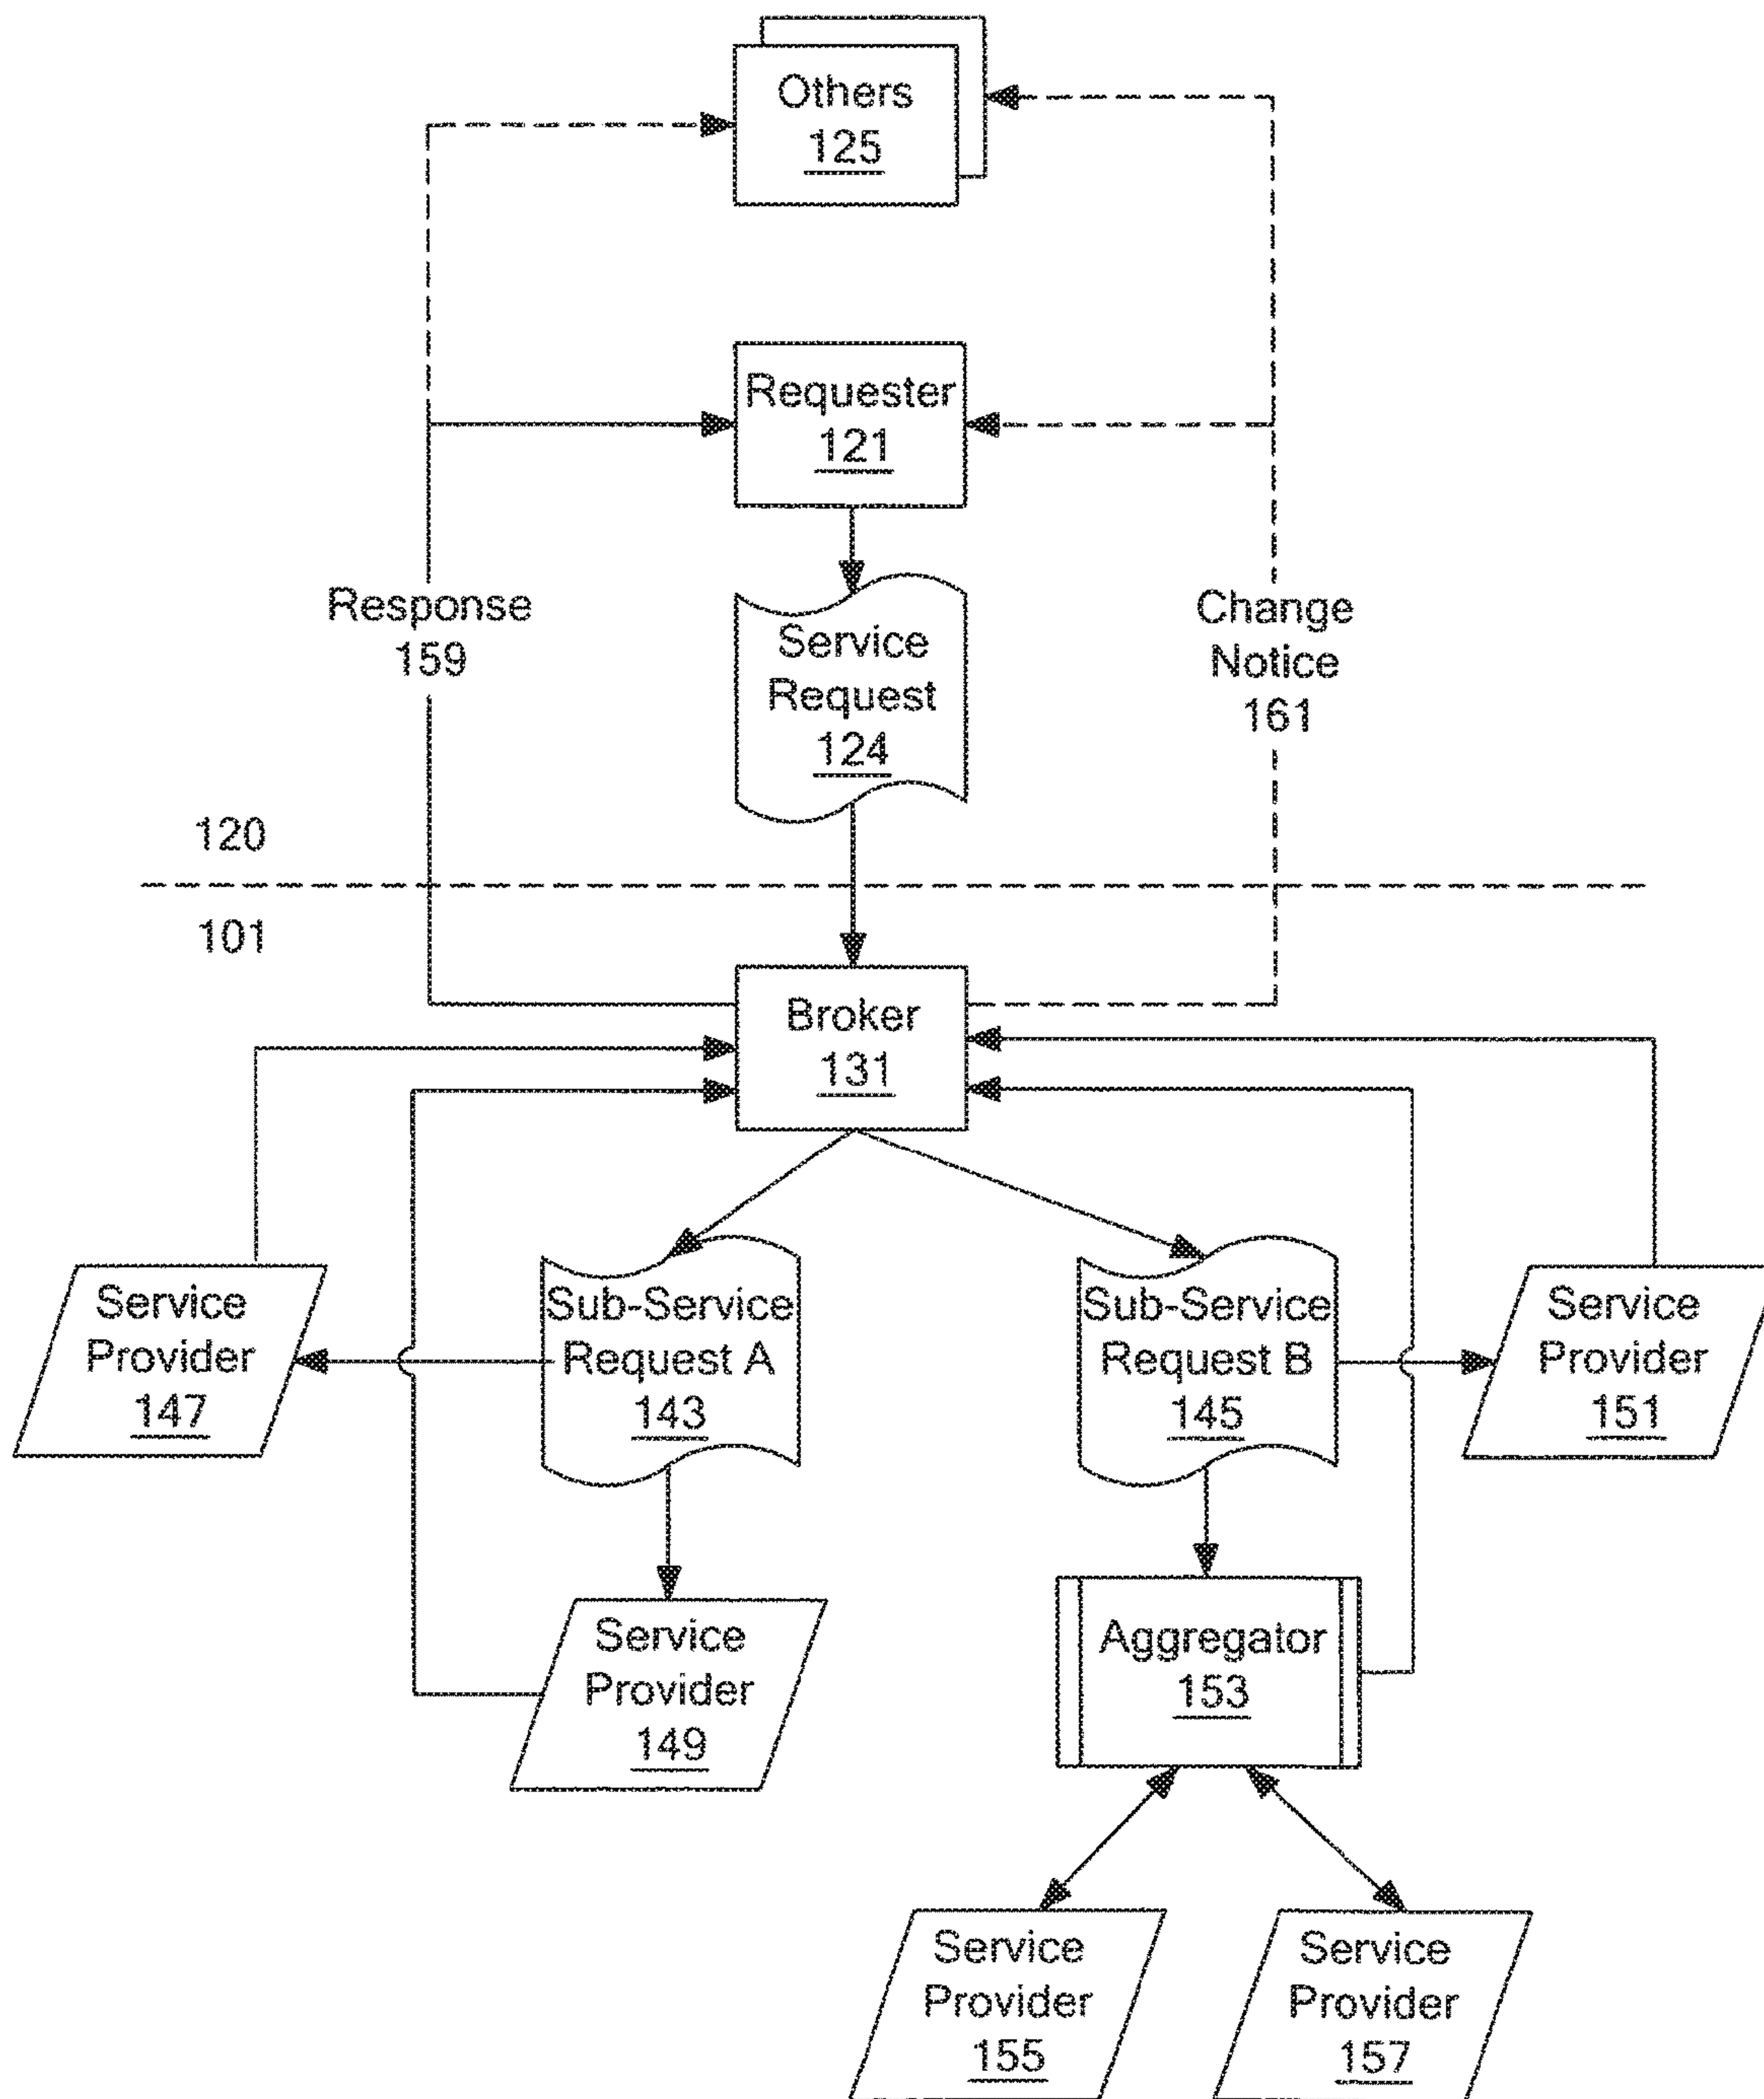 Others
125
Requester
121
Response
159
Service
Request
124
Change
Notice
161
120
101
Broker
131
Service
Provider
147
Sub-Service
Request A
143
Sub-Service
Request B
145
Service
Provider
151
Service
Provider
149
Aggregator
153
Service
Provider
155
Service
Provider
157